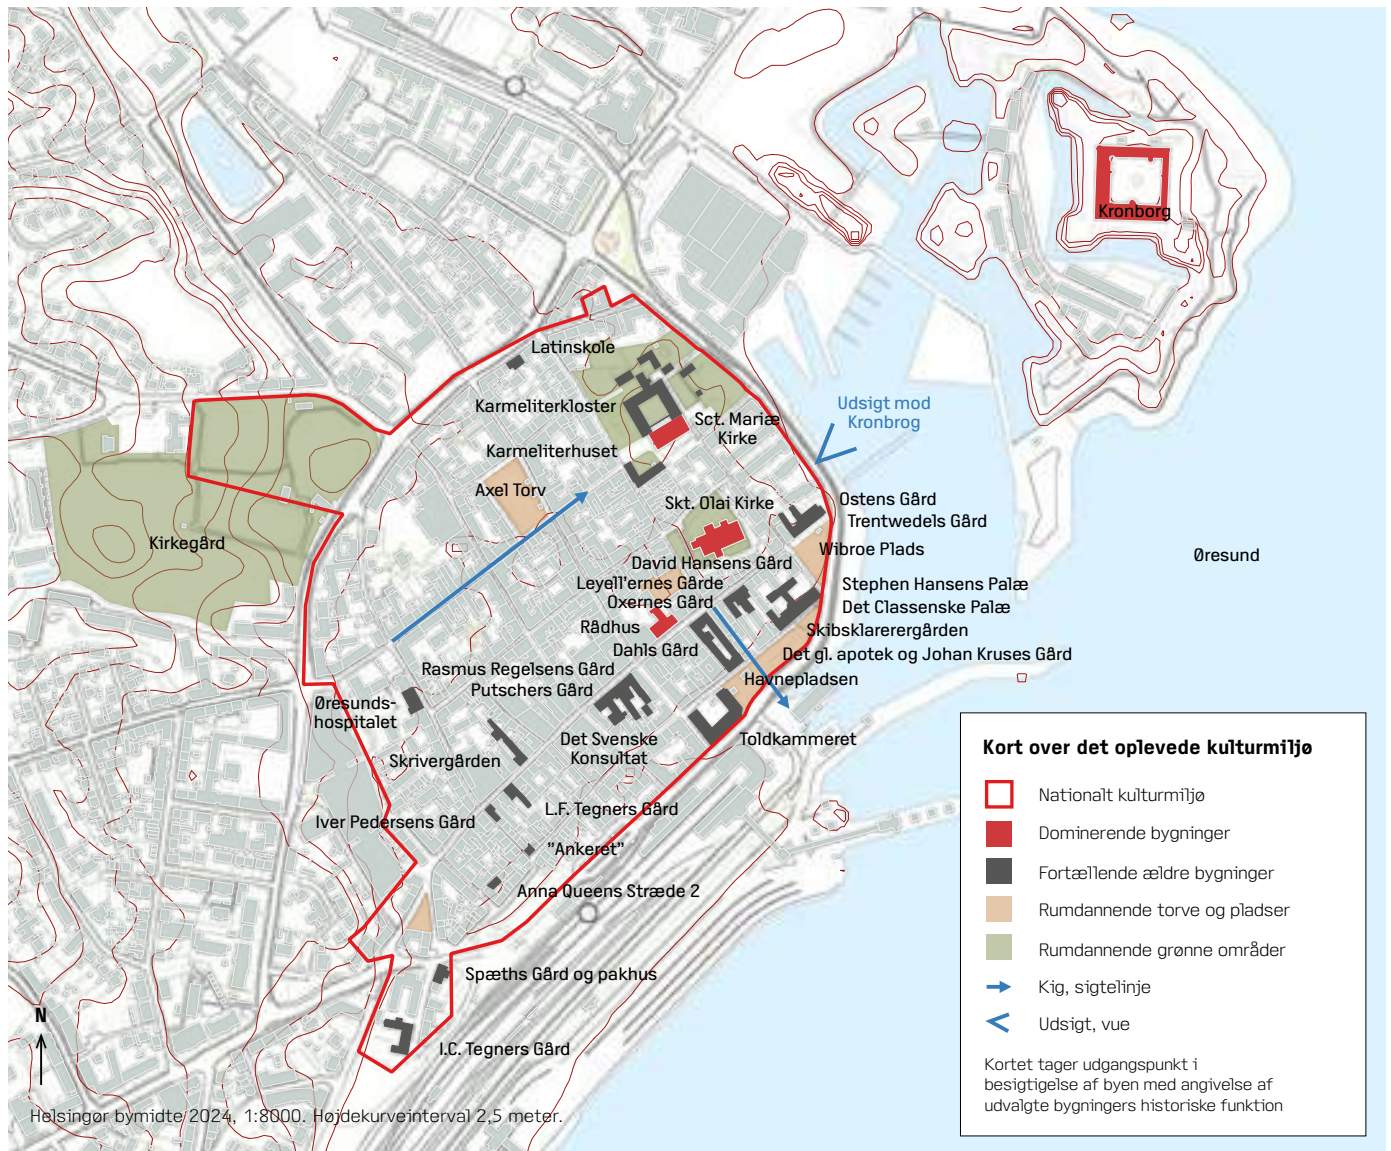 Kronborg
Latinskole
Karmeliterkloster
Sct. Mariæ
Kirke
Udsigt mod
Kronbrog
Karmeliterhuset
Axel Torv
Skt. Olai Kirke
Ostens Gård
Trentwedels Gård
Kirkegård
Wibroe Plads
Øresund
David Hansens Gård
Leyell'ernes Gårde
Oxernes Gård
Stephen Hansens Palæ
Det Classenske Palæ
Rådhus
Skibsklarerergården
Dahls Gård
Det gl. apotek og Johan Kruses Gård
Rasmus Regelsens Gård
Putschers Gård
Havnepladsen
Øresunds-
hospitalet
Det Svenske
Konsultat
Toldkammeret
Skrivergården
L.F. Tegners Gård
Iver Pedersens Gård
”Ankeret”
Anna Queens Stræde 2
Spæths Gård og pakhus
I.C. Tegners Gård
N
Helsingør bymidte 2024, 1:8000. Højdekurveinterval 2,5 meter.
Kort over det oplevede kulturmiljø
Nationalt kulturmiljø
Dominerende bygninger
Fortællende ældre bygninger
Rumdannende torve og pladser
Rumdannende grønne områder
Kig, sigtelinje
Udsigt, vue
Kortet tager udgangspunkt i
besigtigelse af byen med angivelse af
udvalgte bygningers historiske funktion